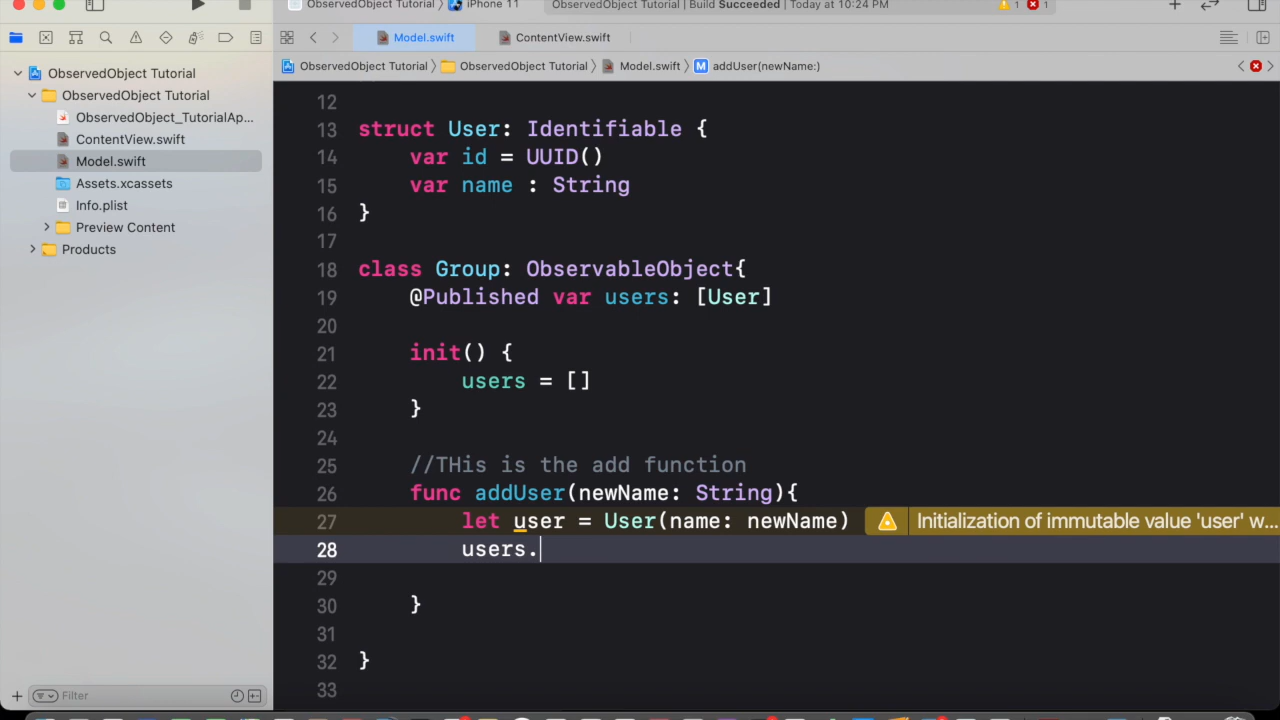 ObservedObject Tutorial
iPhone 11
ObservedObject Tutorial | Build Succeeded | Today at 10:24 PM
1
1
Model.swift
ContentView.swift
ObservedObject Tutorial
ObservedObject Tutorial
ObservedObject Tutorial
Model.swift
M
addUser(newName:)
ObservedObject Tutorial
ObservedObject_TutorialAp...
ContentView.swift
Model.swift
Assets.xcassets
Info.plist
Preview Content
Products
12
13 struct User: Identifiable {
14 var id = UUID()
15 var name : String
16 }
17
18 class Group: ObservableObject{
19 @Published var users: [User]
20
21 init() {
22 users = []
23 }
24
25 //THis is the add function
26 func addUser(newName: String){
27 let user = User(name: newName) Initialization of immutable value 'user' w...
28 users.
29
30 }
31
32 }
33
Filter